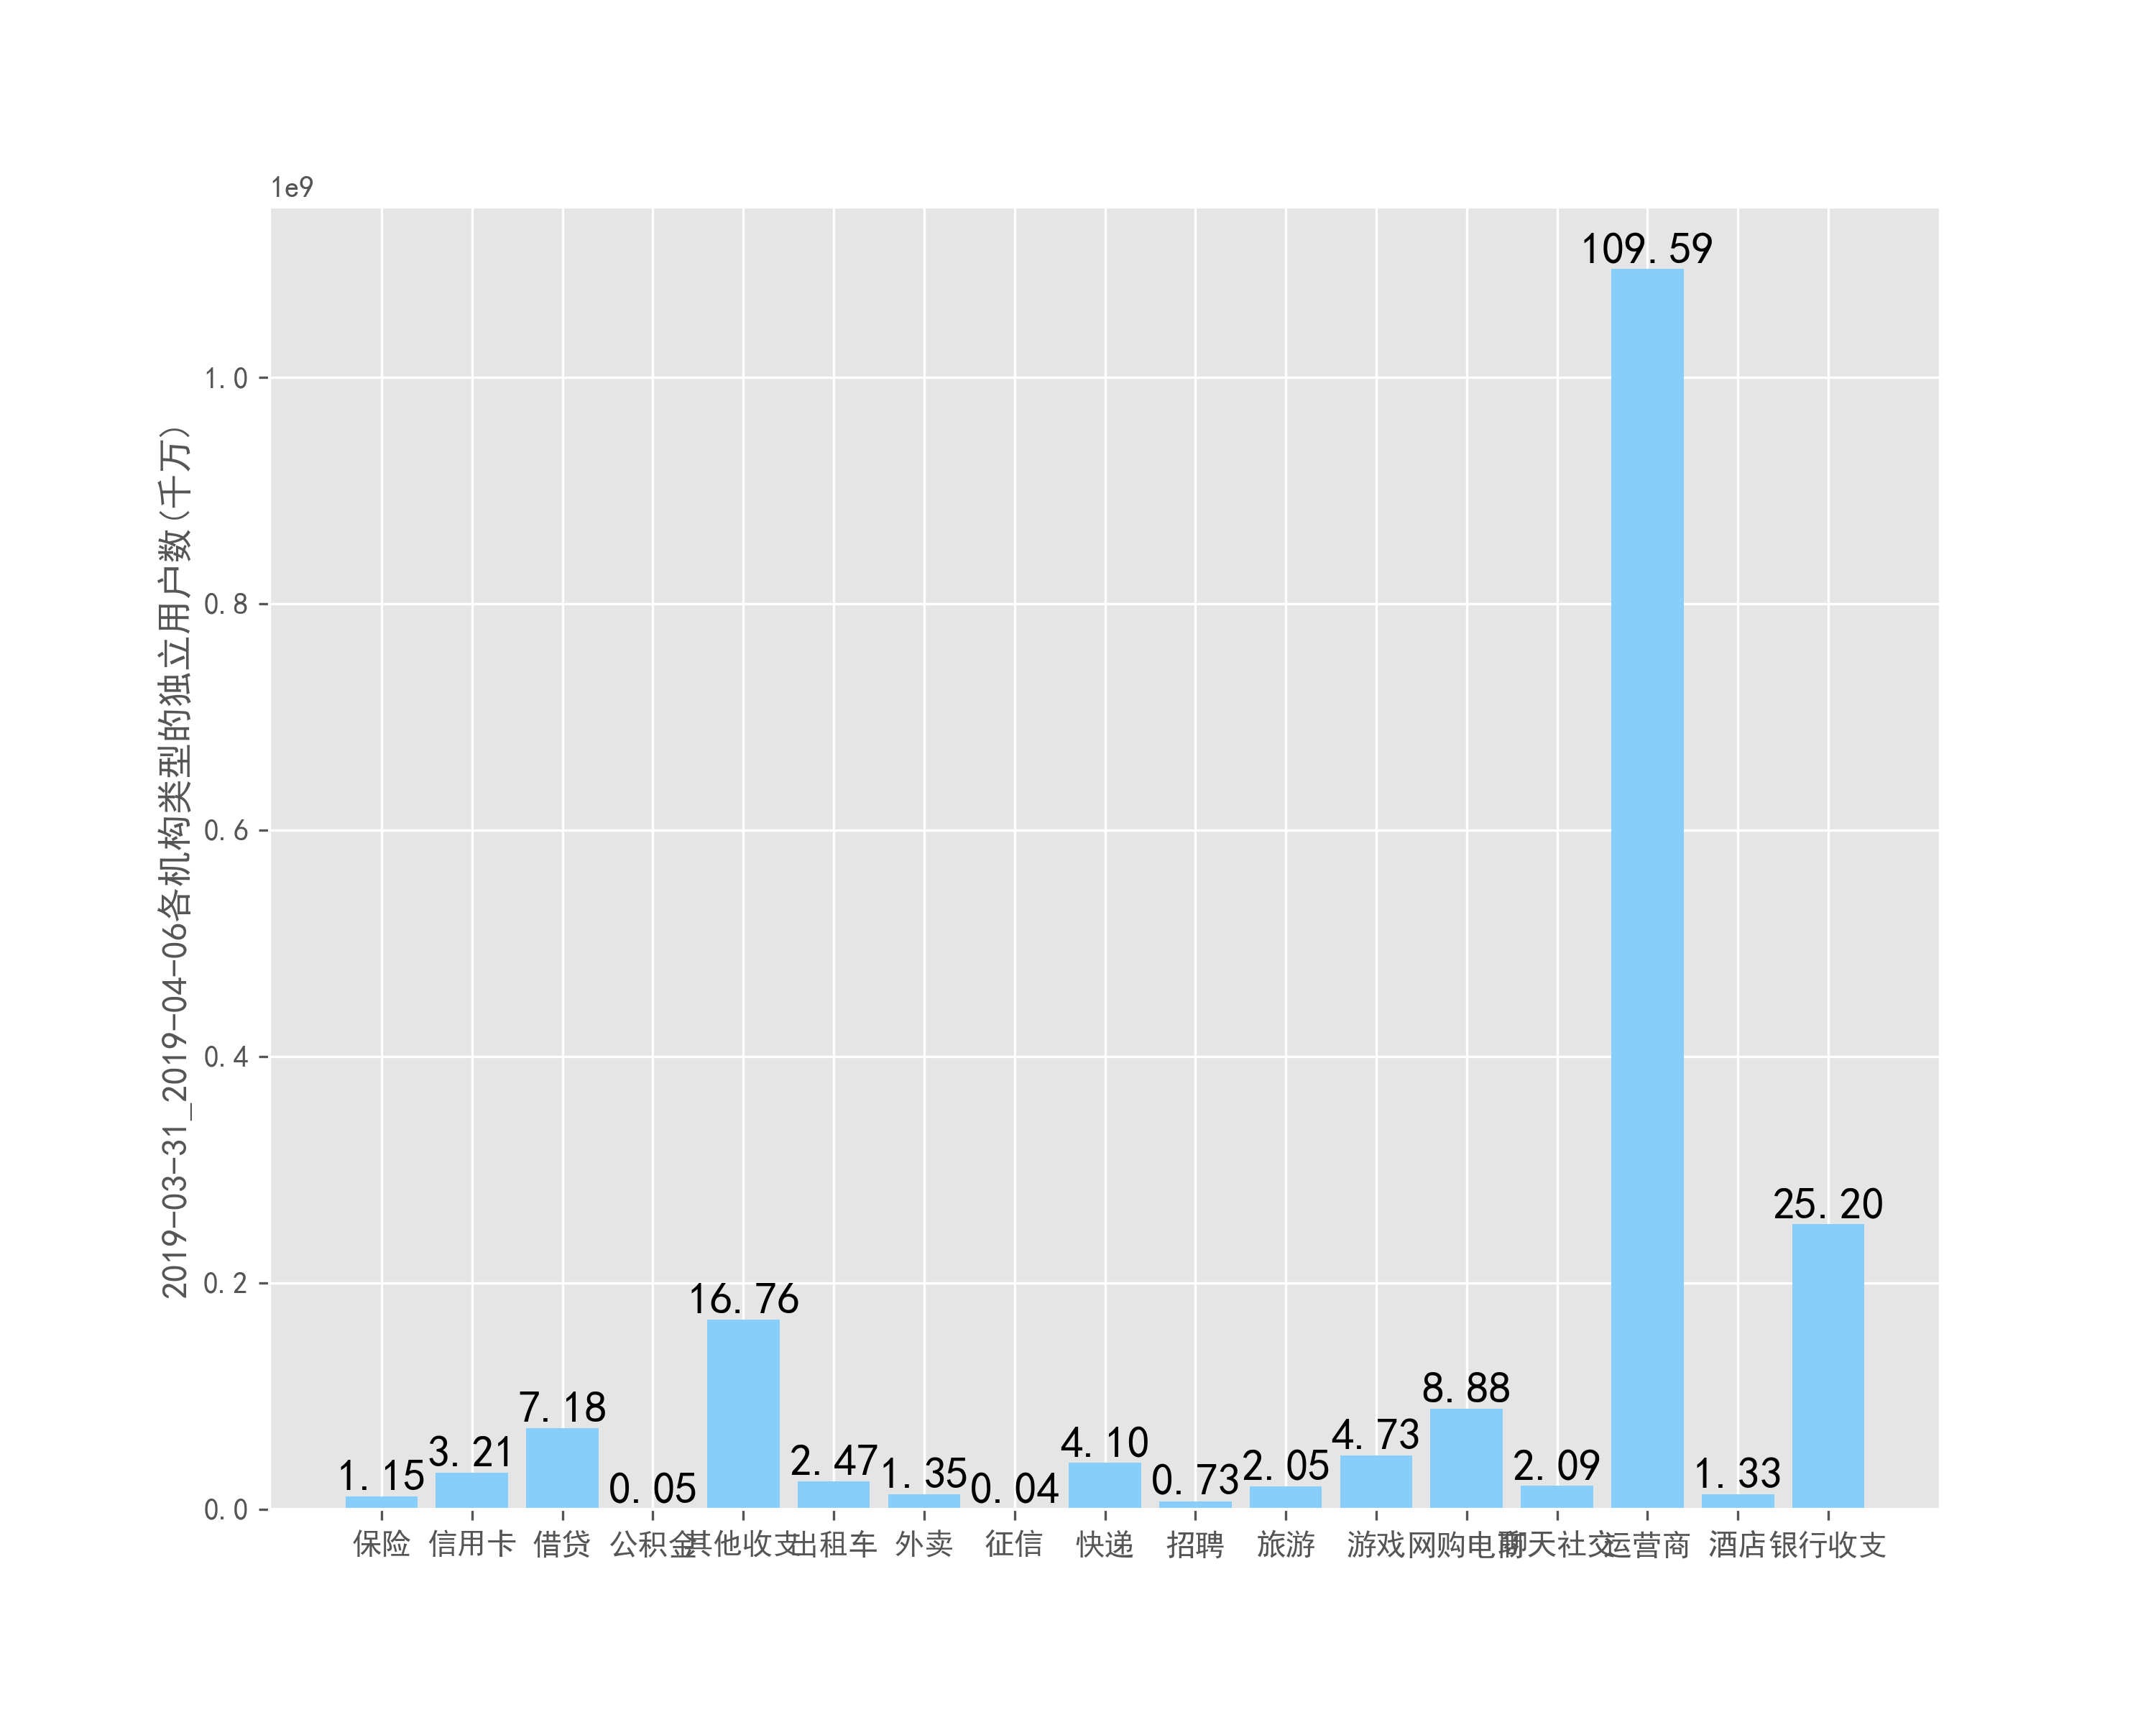 1e9
1.0
0.8
0.6
0.4
0.2
0.0
2019-03-31_2019-04-06各机构类型的独立用户数(千万)
1.15
3.21
7.18
0.05
16.76
2.47
1.35
0.04
4.10
0.73
2.05
4.73
8.88
2.09
109.59
1.33
25.20
保险
信用卡
借贷
公积金
其他收支
出租车
外卖
征信
快递
招聘
旅游
游戏
网购电商
聊天社交
运营商
酒店
银行收支